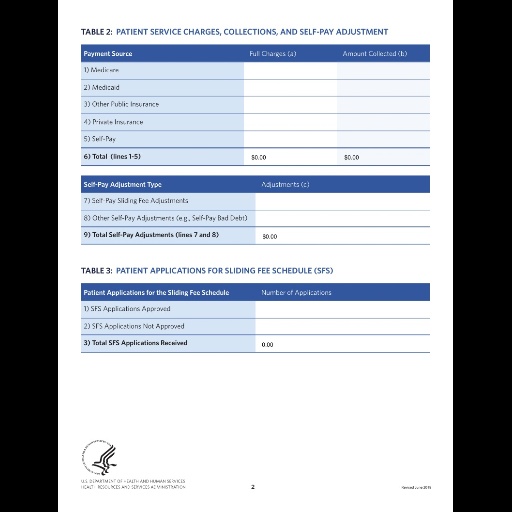 TABLE 2: PATIENT SERVICE CHARGES, COLLECTIONS, AND SELF-PAY ADJUSTMENT
Payment Source Full Charges (a) Amount Collected (b)
1) Medicare
2) Medicaid
3) Other Public Insurance
4) Private Insurance
5) Self-Pay
6) Total (lines 1-5) $0.00 $0.00
Self-Pay Adjustment Type Adjustments (c)
7) Self-Pay Sliding Fee Adjustments
8) Other Self-Pay Adjustments (e.g., Self-Pay Bad Debt)
9) Total Self-Pay Adjustments (lines 7 and 8) $0.00
TABLE 3: PATIENT APPLICATIONS FOR SLIDING FEE SCHEDULE (SFS)
Patient Applications for the Sliding Fee Schedule Number of Applications
1) SFS Applications Approved
2) SFS Applications Not Approved
3) Total SFS Applications Received 0.00
U.S. DEPARTMENT OF HEALTH AND HUMAN SERVICES
HEALTH RESOURCES AND SERVICES ADMINISTRATION
2
Revised June